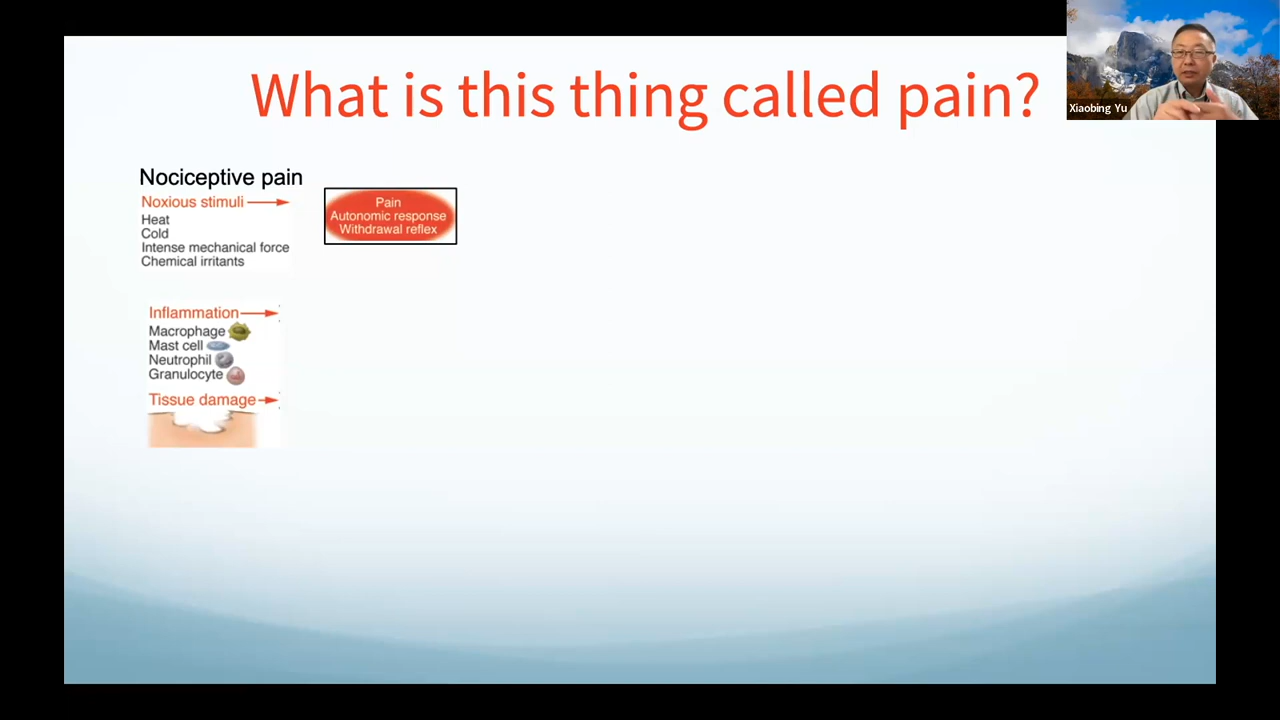 What is this thing called pain?
Xiaobing Yu
Nociceptive pain
Noxious stimuli
Heat
Cold
Intense mechanical force
Chemical irritants
Pain
Autonomic response
Withdrawal reflex
Inflammation
Macrophage
Mast cell
Neutrophil
Granulocyte
Tissue damage